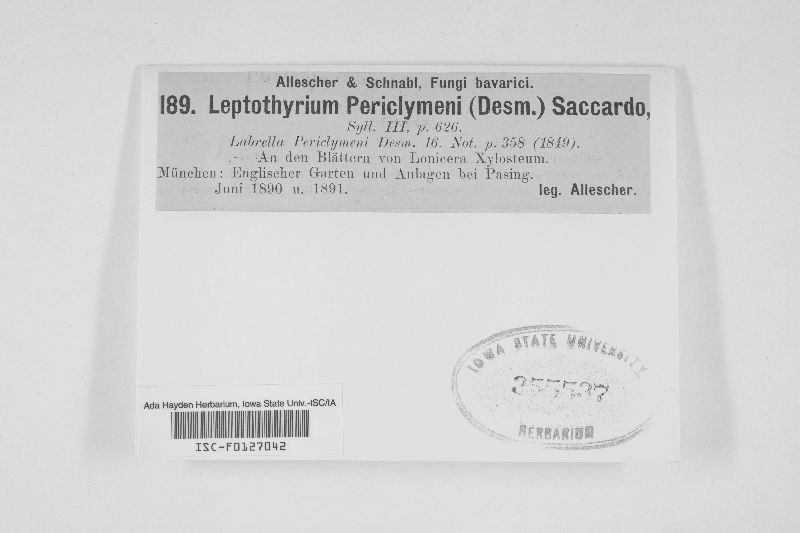 Allescher & Schnabl, Fungi bavarici.
189. Leptothyrium Periclymeni (Desm.) Saccardo,
Syll. III, p. 626.
Labrella Periclymeni Desm. 16. Not. p. 358 (1849).
An den Blättern von Lonicera Xylosteum.
München: Englischer Garten und Anlagen bei Pasing.
Juni 1890 u. 1891. leg. Allescher.
IOWA STATE UNIVERSITY
355537
HERBARIUM
Ada Hayden Herbarium, Iowa State Univ.-ISC/IA
ISC-F0127042